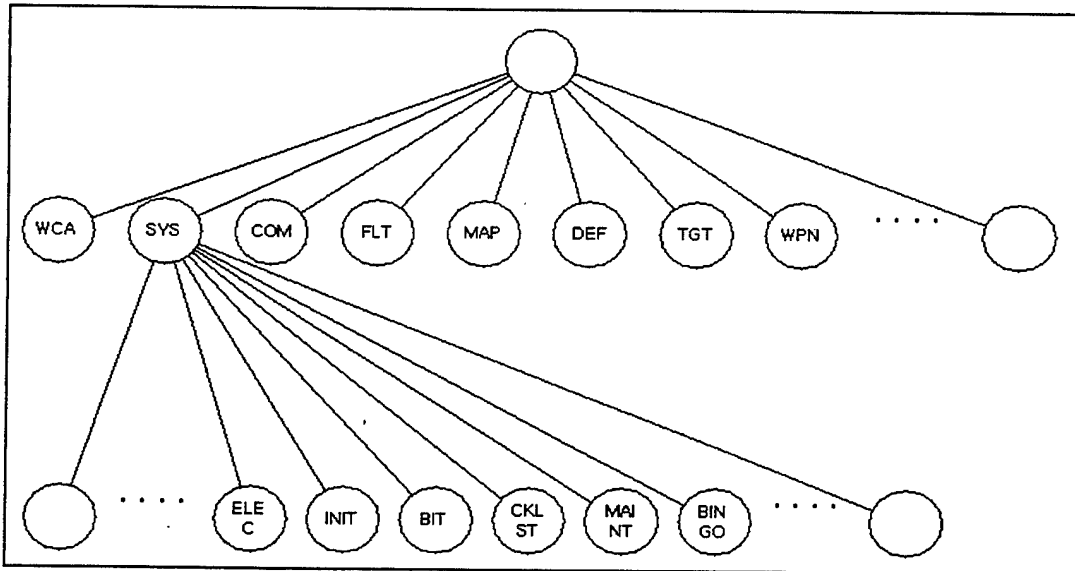 WCA SYS COM FLT MAP DEF TGT WPN . . . .
. . . . ELE
C INIT BIT CKL
ST MAI
NT BIN
GO . . . .